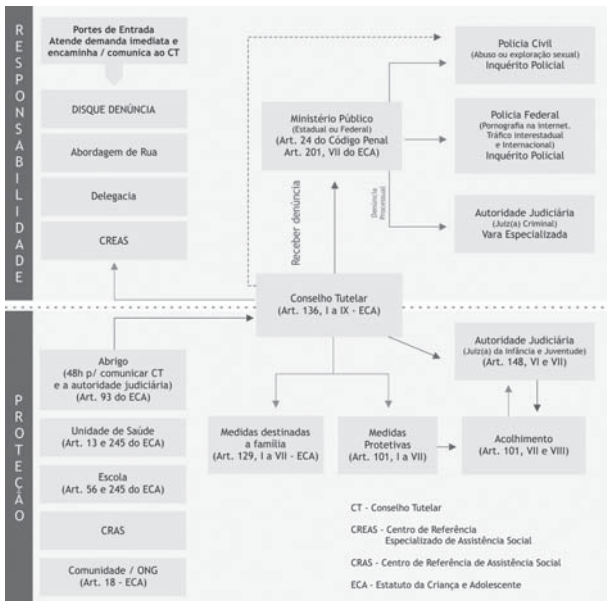 RESPONSABILIDADE
Portes de Entrada
Atende demanda imediata e
encaminha / comunica ao CT
DISQUE DENÚNCIA
Abordagem de Rua
Delegacia
CREAS
Ministério Público
(Estadual ou Federal)
(Art. 24 do Código Penal
Art. 201, VII do ECA)
Receber denúncia
Denúncia
Processual
Policia Civil
(Abuso ou exploração sexual)
Inquérito Policial
Policia Federal
(Pornografia na internet.
Tráfico interestadual
e Internacional)
Inquérito Policial
Autoridade Judiciária
(Juiz(a) Criminal)
Vara Especializada
Conselho Tutelar
(Art. 136, I a IX - ECA)
PROTEÇÃO
Abrigo
(48h p/ comunicar CT
e a autoridade judiciária)
(Art. 93 do ECA)
Unidade de Saúde
(Art. 13 e 245 do ECA)
Escola
(Art. 56 e 245 do ECA)
CRAS
Comunidade / ONG
(Art. 18 - ECA)
Medidas destinadas
a família
(Art. 129, I a VII - ECA)
Medidas
Protetivas
(Art. 101, I a VII)
Autoridade Judiciária
(Juiz(a) da Infância e Juventude)
(Art. 148, VI e VII)
Acolhimento
(Art. 101, VII e VIII)
CT - Conselho Tutelar
CREAS - Centro de Referência
Especializado de Assistência Social
CRAS - Centro de Referência de Assistência Social
ECA - Estatuto da Criança e Adolescente